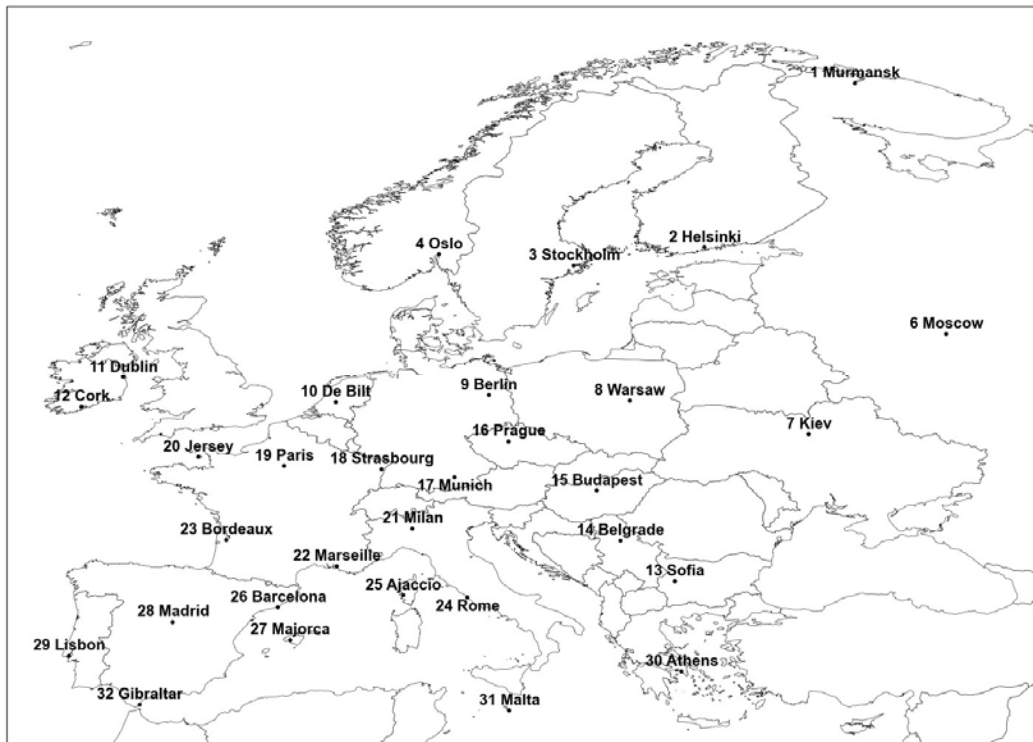 1 Murmansk
2 Helsinki
4 Oslo
3 Stockholm
6 Moscow
11 Dublin
9 Berlin
12 Cork
10 De Bilt
8 Warsaw
7 Kiev
16 Prague
20 Jersey
19 Paris
18 Strasbourg
17 Munich
15 Budapest
23 Bordeaux
21 Milan
14 Belgrade
22 Marseille
13 Sofia
25 Ajaccio
26 Barcelona
24 Rome
28 Madrid
27 Majorca
29 Lisbon
30 Athens
32 Gibraltar
31 Malta